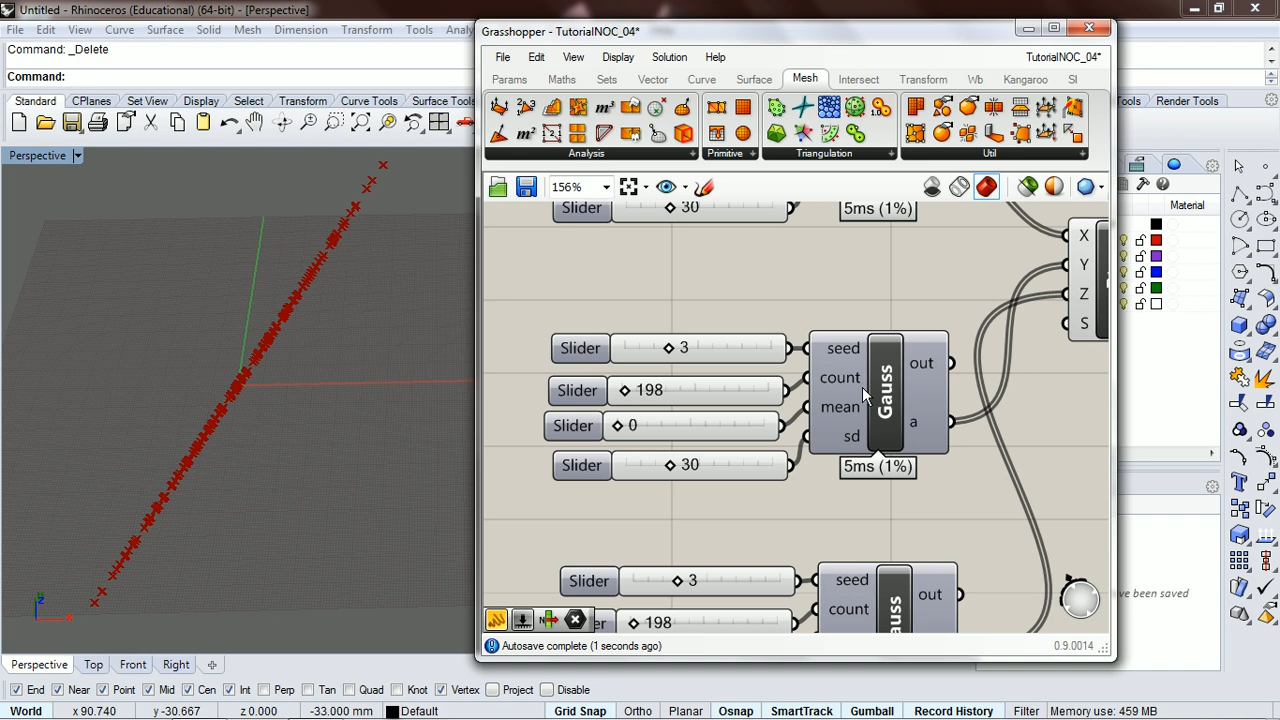 Untitled - Rhinoceros (Educational) (64-bit) - [Perspective]
File Edit View Curve Surface Solid Mesh Dimension Transform Tools Analy
Command: _Delete
Command:
Standard CPlanes Set View Display Select Transform Curve Tools Surface Tools
Tools Render Tools
Perspective
Material
Grasshopper - TutorialNOC_04*
File Edit View Display Solution Help TutorialNOC_04*
Params Maths Sets Vector Curve Surface Mesh Intersect Transform Wb Kangaroo SI
Analysis Primitive Triangulation Util
156%
Slider 30 5ms (1%)
X
Y
Z
S
Slider 3 seed
Slider 198 count
Slider 0 mean
Slider 30 sd
Gauss
out
a
5ms (1%)
Slider 3 seed
198 count
out
Autosave complete (1 seconds ago) 0.9.0014
ve been saved
z
x
Perspective Top Front Right
End Near Point Mid Cen Int Perp Tan Quad Knot Vertex Project Disable
World x 90.740 y -30.667 z 0.000 -33.000 mm Default Grid Snap Ortho Planar Osnap SmartTrack Gumball Record History Filter Memory use: 459 MB